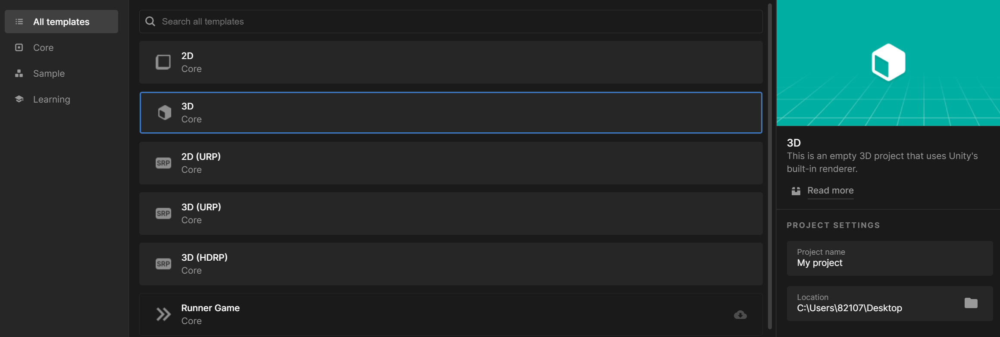 All templates
Core
Sample
Learning
Search all templates
2D
Core
3D
Core
SRP
2D (URP)
Core
SRP
3D (URP)
Core
SRP
3D (HDRP)
Core
Runner Game
Core
3D
This is an empty 3D project that uses Unity's
built-in renderer.
Read more
PROJECT SETTINGS
Project name
My project
Location
C:\Users\82107\Desktop